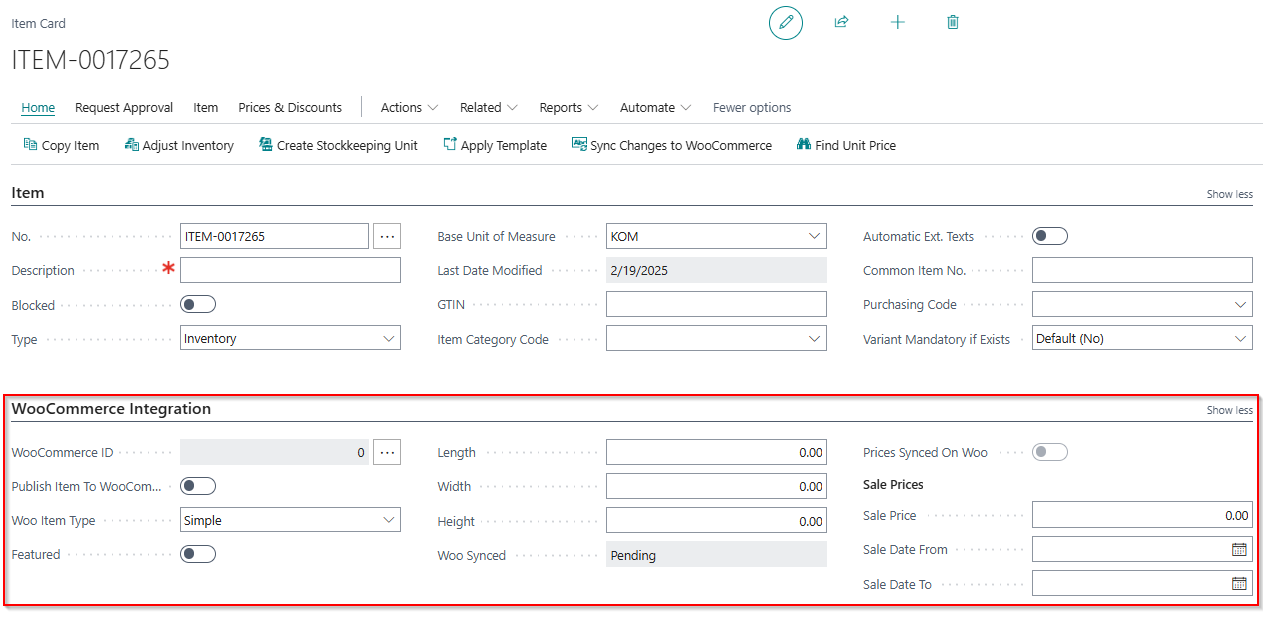 Item Card
ITEM-0017265
Home Request Approval Item Prices & Discounts Actions Related Reports Automate Fewer options
Copy Item Adjust Inventory Create Stockkeeping Unit Apply Template Sync Changes to WooCommerce Find Unit Price
Item Show less
No. ITEM-0017265 ... Base Unit of Measure KOM Automatic Ext. Texts
Description * Last Date Modified 2/19/2025 Common Item No.
Blocked GTIN Purchasing Code
Type Inventory Item Category Code Variant Mandatory if Exists Default (No)
WooCommerce Integration Show less
WooCommerce ID 0 ... Length 0.00 Prices Synced On Woo
Publish Item To WooCom... Width 0.00 Sale Prices
Woo Item Type Simple Height 0.00 Sale Price 0.00
Featured Woo Synced Pending Sale Date From
Sale Date To